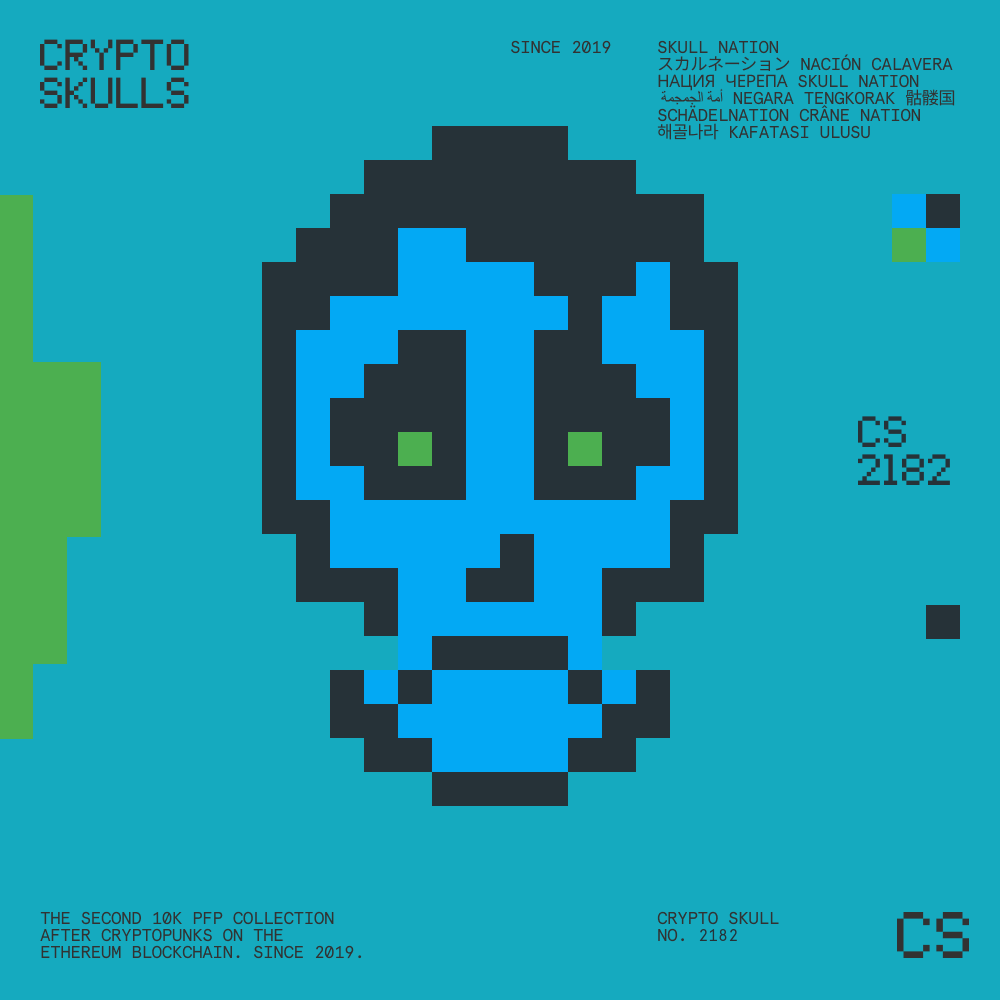 CRYPTO
SKULLS
SINCE 2019
SKULL NATION
スカルネーション NACIÓN CALAVERA
НАЦИЯ ЧЕРЕПА SKULL NATION
أمة الجمجمة NEGARA TENGKORAK 骷髅国
SCHÄDELNATION CRÂNE NATION
해골나라 KAFATASI ULUSU
CS
2182
THE SECOND 10K PFP COLLECTION
AFTER CRYPTOPUNKS ON THE
ETHEREUM BLOCKCHAIN. SINCE 2019.
CRYPTO SKULL
NO. 2182
CS